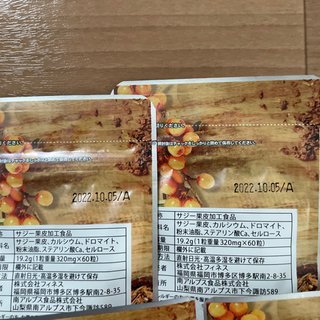 2022.10.05/A
サジー果皮加工食品
サジー果皮、カルシウム、ドロマイト、
粉末油脂、ステアリン酸Ca、セルロース
19.2g(1粒重量320mg×60粒)
欄外に記載
直射日光・高温多湿を避けて保存
株式会社フィネス
福岡県福岡市博多区博多駅南2-8-35
南アルプス食品株式会社
山梨県南アルプス市下今諏訪589
2022.10.05/A
名称
サジー果皮加工食品
サジー果皮、カルシウム、ドロマイト、
粉末油脂、ステアリン酸Ca、セルロース
19.2g(1粒重量320mg×60粒)
欄外に記載
直射日光・高温多湿を避けて保存
株式会社フィネス
福岡県福岡市博多区博多駅南2-8-35
南アルプス食品株式会社
山梨県南アルプス市下今諏訪589